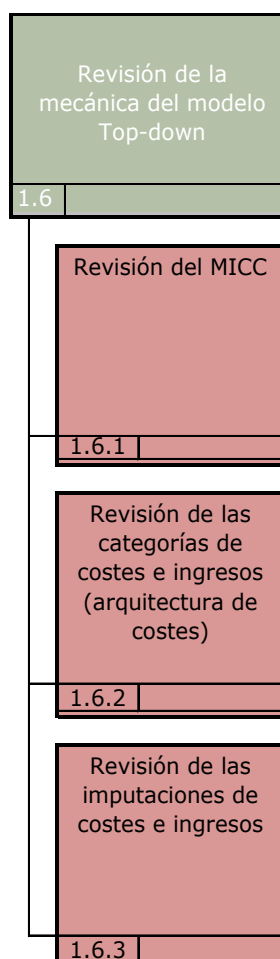 Revisión de la
mecánica del modelo
Top-down
1.6
Revisión del MICC
1.6.1
Revisión de las
categorías de
costes e ingresos
(arquitectura de
costes)
1.6.2
Revisión de las
imputaciones de
costes e ingresos
1.6.3